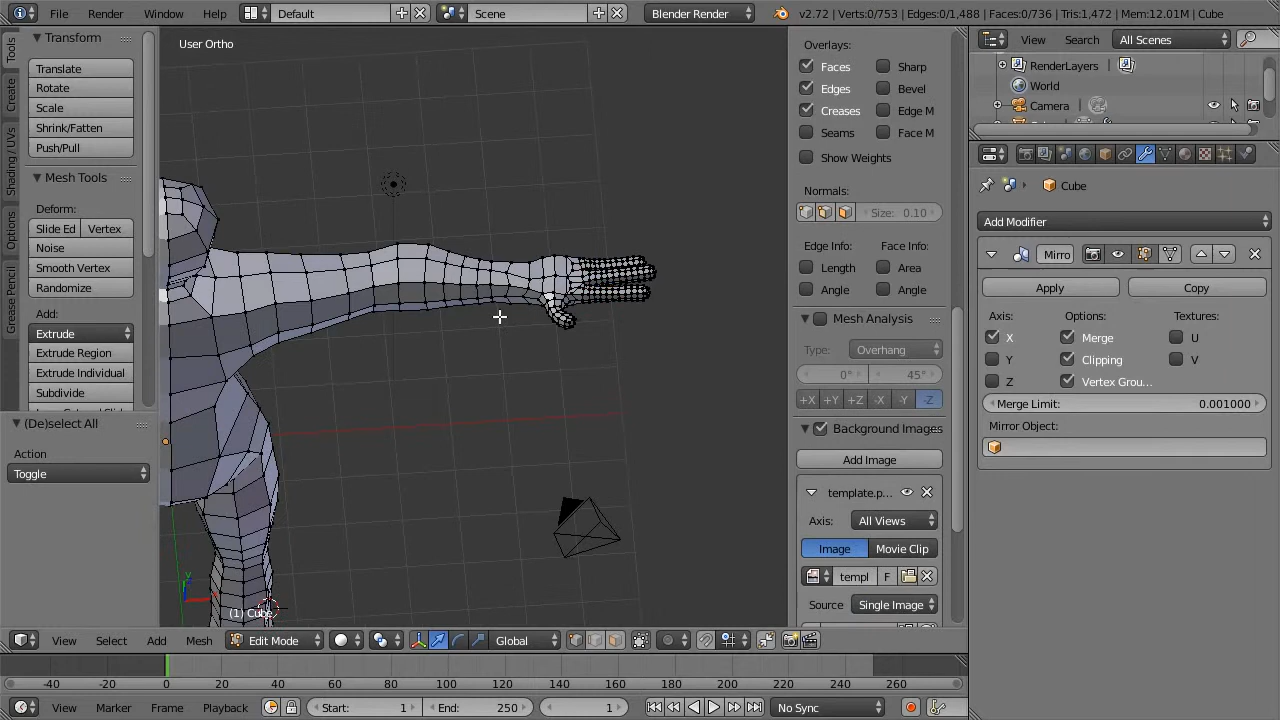 File Render Window Help Default Scene Blender Render v2.72 | Verts:0/753 | Edges:0/1,488 | Faces:0/736 | Tris:1,472 | Mem:12.01M | Cube
User Ortho
Tools
Create
Shading / UVs
Options
Grease Pencil
Transform
Translate
Rotate
Scale
Shrink/Fatten
Push/Pull
Mesh Tools
Deform:
Slide Ed Vertex
Noise
Smooth Vertex
Randomize
Add:
Extrude
Extrude Region
Extrude Individual
Subdivide
(De)select All
Action
Toggle
(1) Cube
Overlays:
Faces Sharp
Edges Bevel
Creases Edge M
Seams Face M
Show Weights
Normals:
Size: 0.10
Edge Info: Face Info:
Length Area
Angle Angle
Mesh Analysis
Type: Overhang
0° 45°
+X +Y +Z -X -Y -Z
Background Images
Add Image
template.p...
Axis: All Views
Image Movie Clip
templ F
Source Single Image
View Search All Scenes
RenderLayers
World
Camera
Cube
Add Modifier
Mirro
Apply Copy
Axis: Options: Textures:
X Merge U
Y Clipping V
Z Vertex Grou...
Merge Limit: 0.001000
Mirror Object:
View Select Add Mesh Edit Mode Global
-40 -20 0 20 40 60 80 100 120 140 160 180 200 220 240 260
View Marker Frame Playback Start: 1 End: 250 1 No Sync